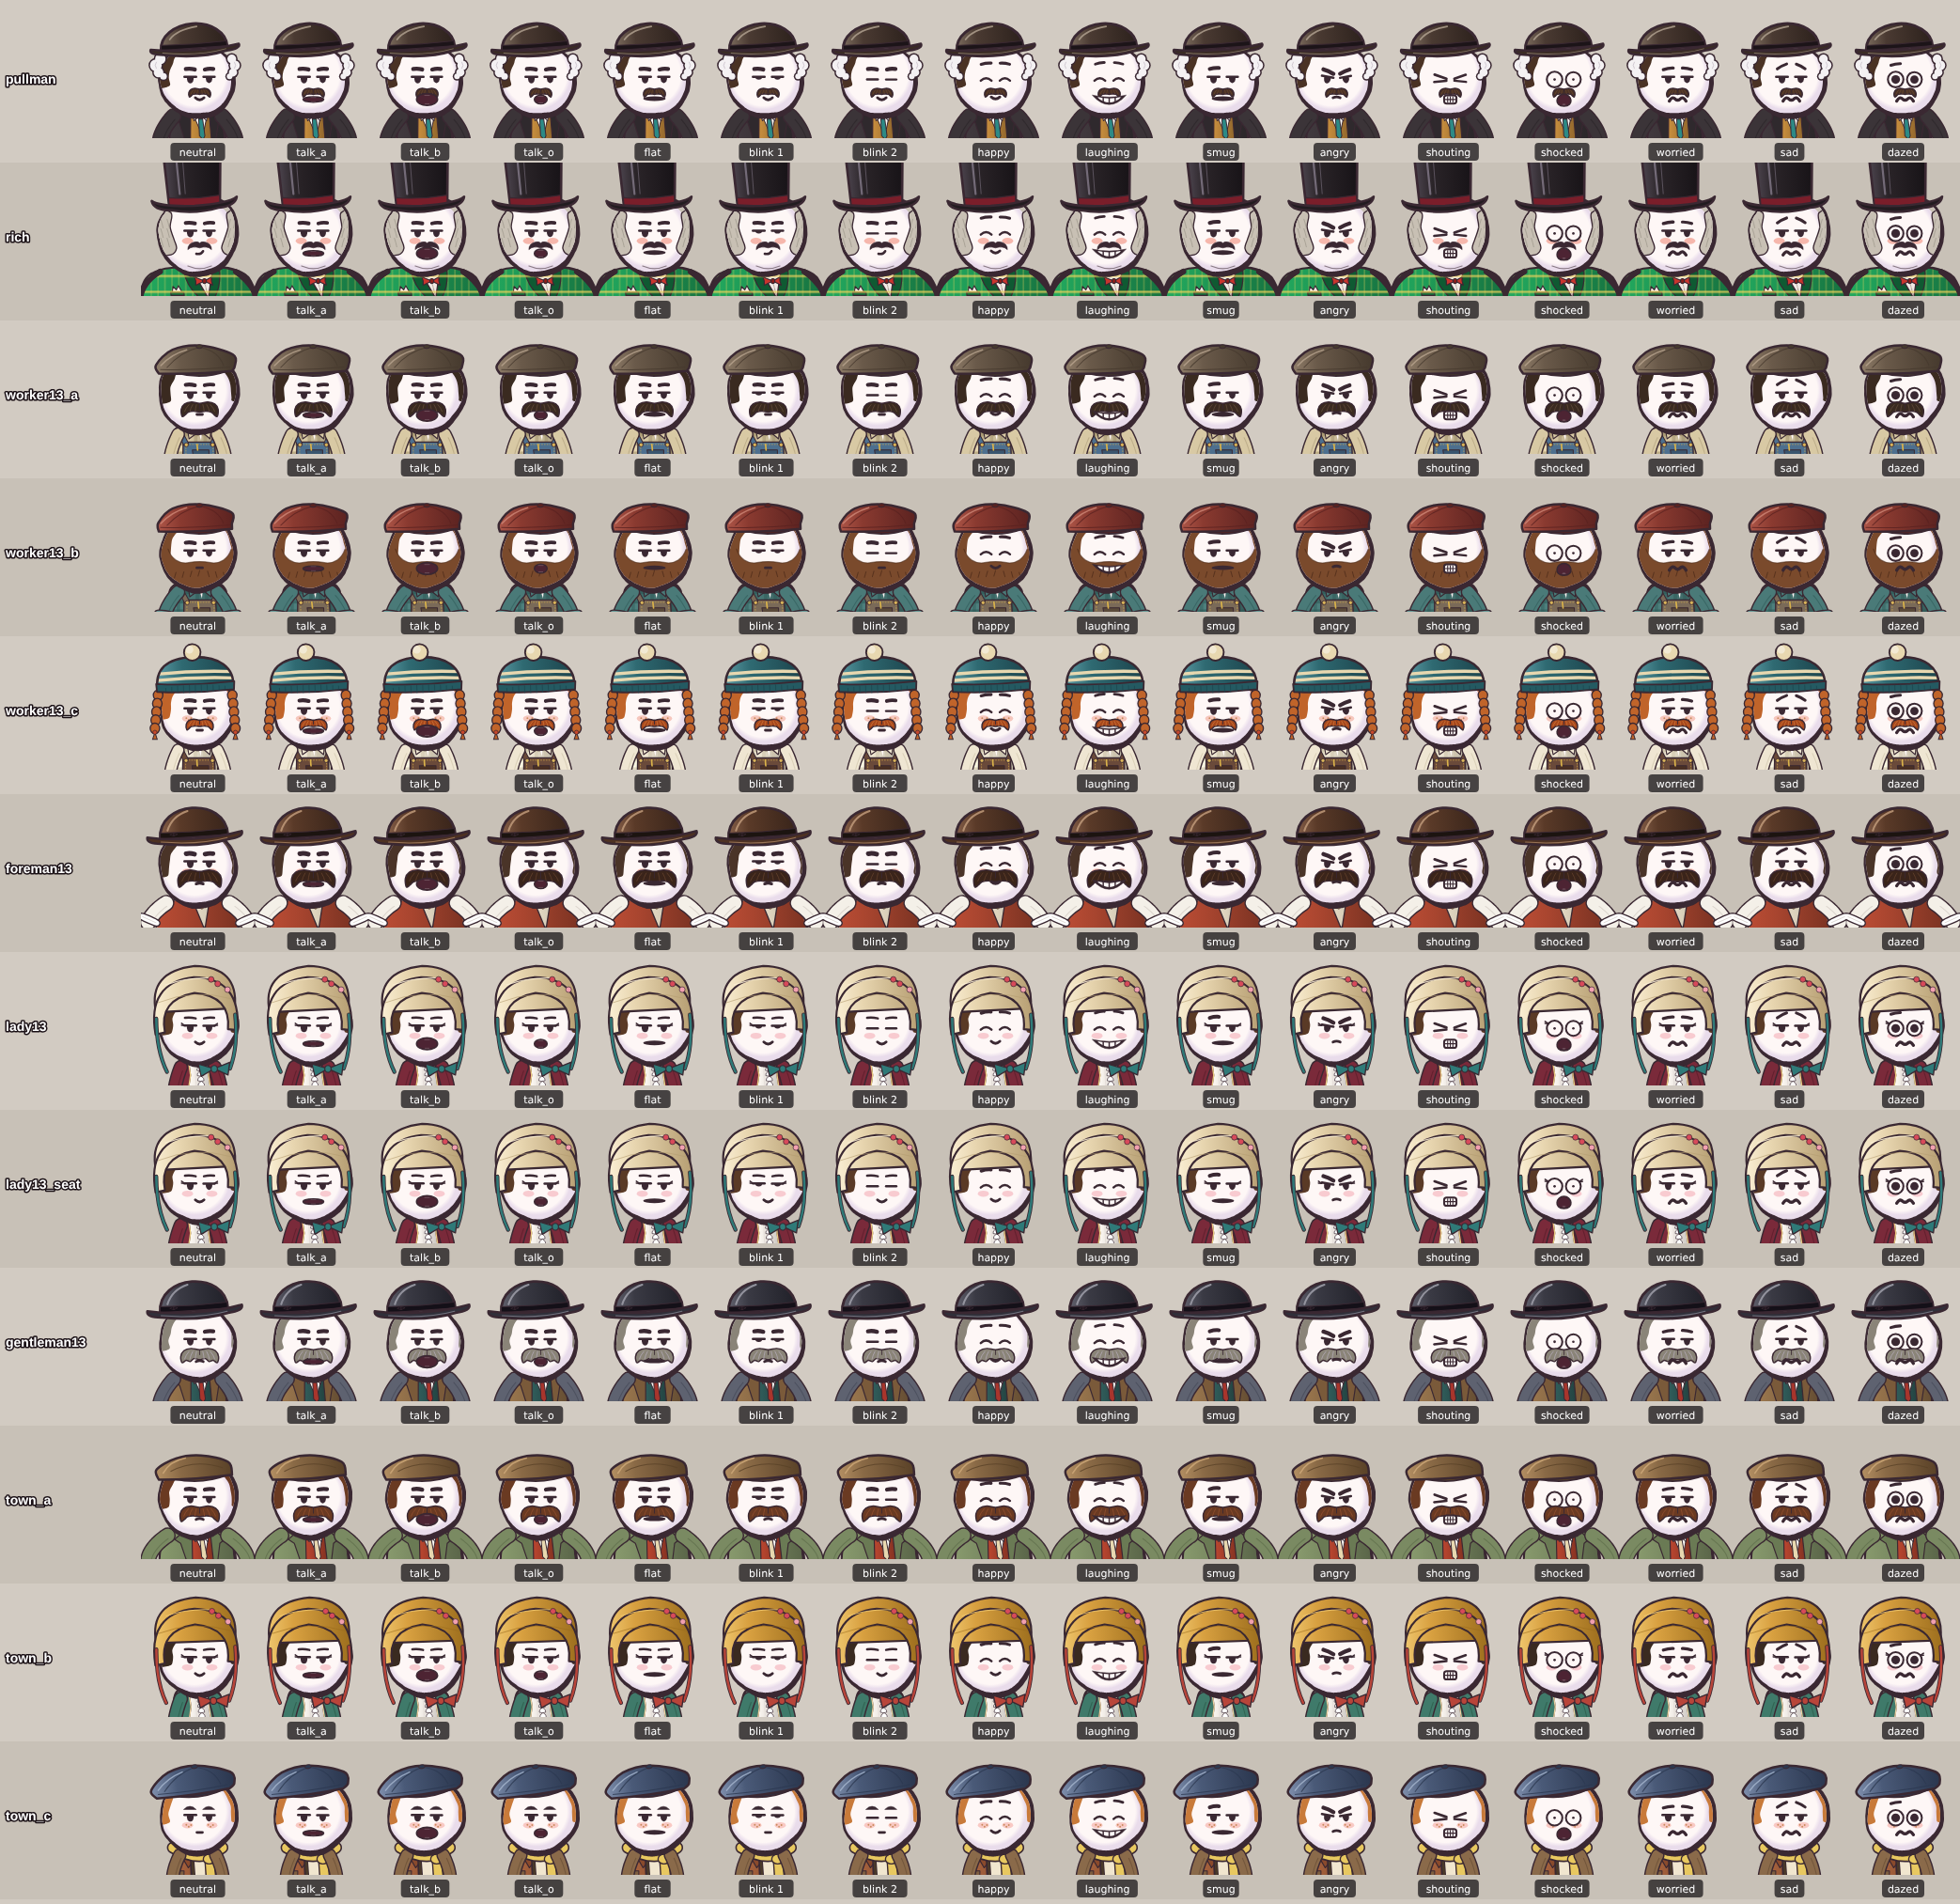 pullman
neutral talk_a talk_b talk_o flat blink 1 blink 2 happy laughing smug angry shouting shocked worried sad dazed
rich
neutral talk_a talk_b talk_o flat blink 1 blink 2 happy laughing smug angry shouting shocked worried sad dazed
worker13_a
neutral talk_a talk_b talk_o flat blink 1 blink 2 happy laughing smug angry shouting shocked worried sad dazed
worker13_b
neutral talk_a talk_b talk_o flat blink 1 blink 2 happy laughing smug angry shouting shocked worried sad dazed
worker13_c
neutral talk_a talk_b talk_o flat blink 1 blink 2 happy laughing smug angry shouting shocked worried sad dazed
foreman13
neutral talk_a talk_b talk_o flat blink 1 blink 2 happy laughing smug angry shouting shocked worried sad dazed
lady13
neutral talk_a talk_b talk_o flat blink 1 blink 2 happy laughing smug angry shouting shocked worried sad dazed
lady13_seat
neutral talk_a talk_b talk_o flat blink 1 blink 2 happy laughing smug angry shouting shocked worried sad dazed
gentleman13
neutral talk_a talk_b talk_o flat blink 1 blink 2 happy laughing smug angry shouting shocked worried sad dazed
town_a
neutral talk_a talk_b talk_o flat blink 1 blink 2 happy laughing smug angry shouting shocked worried sad dazed
town_b
neutral talk_a talk_b talk_o flat blink 1 blink 2 happy laughing smug angry shouting shocked worried sad dazed
town_c
neutral talk_a talk_b talk_o flat blink 1 blink 2 happy laughing smug angry shouting shocked worried sad dazed